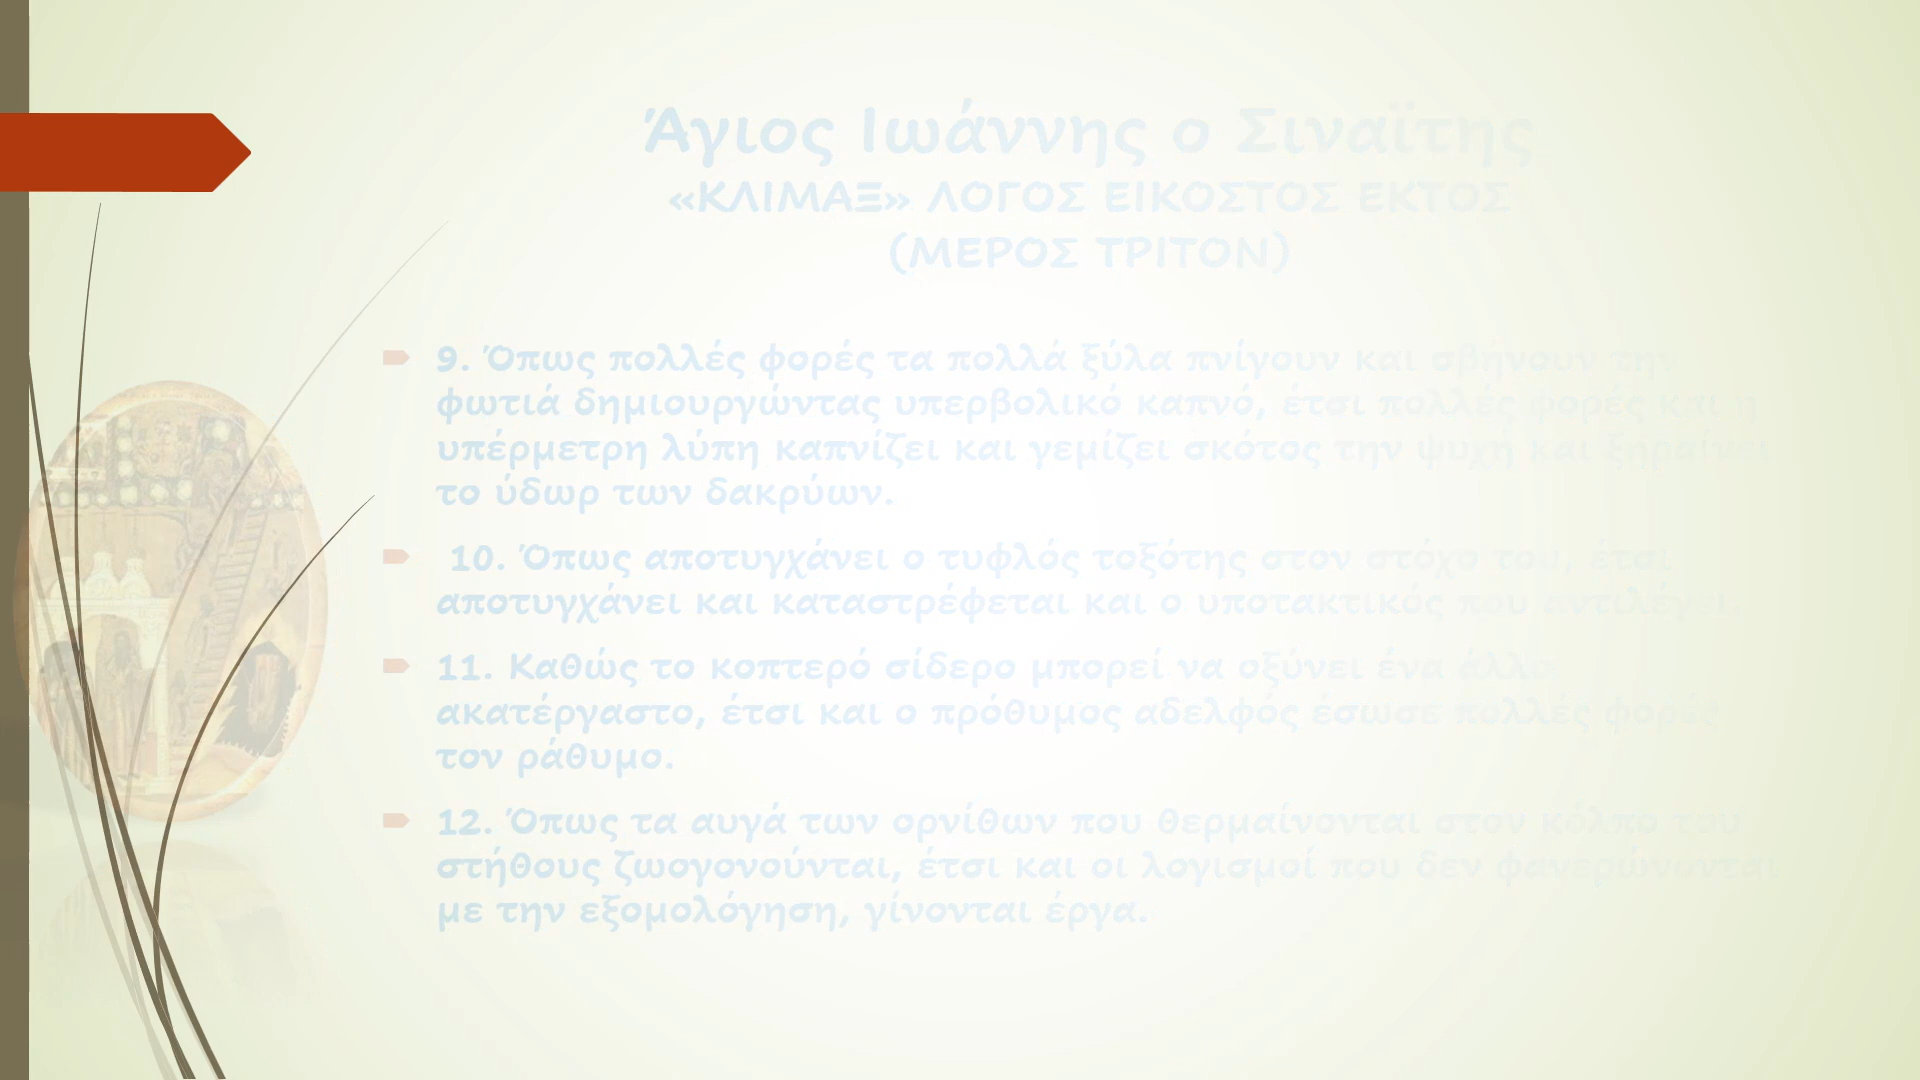 Άγιος Ιωάννης ο Σιναΐτης
«ΚΛΙΜΑΞ» ΛΟΓΟΣ ΕΙΚΟΣΤΟΣ ΕΚΤΟΣ
(ΜΕΡΟΣ ΤΡΙΤΟΝ)
9. Όπως πολλές φορές τα πολλά ξύλα πνίγουν και σβήνουν την
φωτιά δημιουργώντας υπερβολικό καπνό, έτσι πολλές φορές και η
υπέρμετρη λύπη καπνίζει και γεμίζει σκότος την ψυχή και ξηραίνει
το ύδωρ των δακρύων.
10. Όπως αποτυγχάνει ο τυφλός τοξότης στον στόχο του, έτσι
αποτυγχάνει και καταστρέφεται και ο υποτακτικός που αντιλέγει.
11. Καθώς το κοπτερό σίδερο μπορεί να οξύνει ένα άλλο
ακατέργαστο, έτσι και ο πρόθυμος αδελφός έσωσε πολλές φορές
τον ράθυμο.
12. Όπως τα αυγά των ορνίθων που θερμαίνονται στον κόλπο του
στήθους ζωογονούνται, έτσι και οι λογισμοί που δεν φανερώνονται
με την εξομολόγηση, γίνονται έργα.